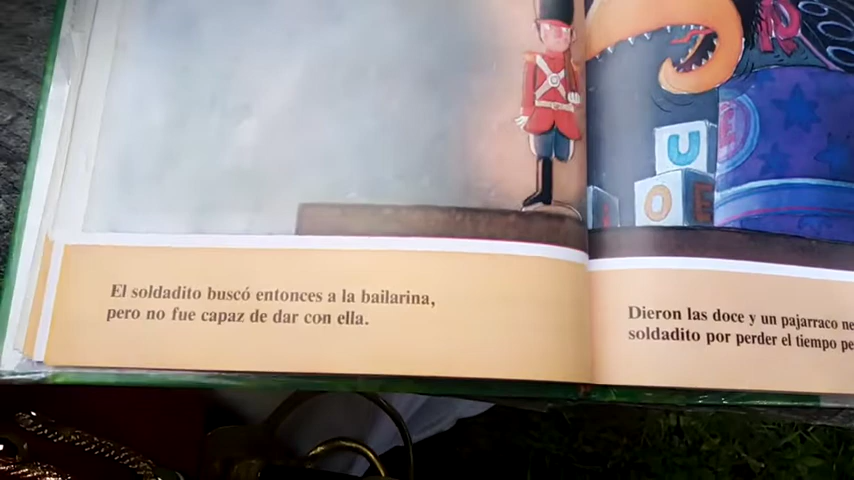 El soldadito buscó entonces a la bailarina,
pero no fue capaz de dar con ella.
Dieron las doce y un pajarraco
soldadito por perder el tiempo
U
O E